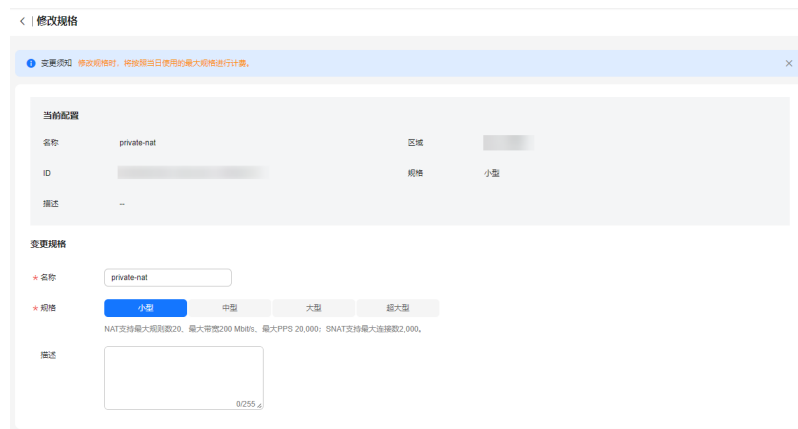 修改规格
变更须知 修改规格时，将按照当日使用的最大规格进行计费。
当前配置
名称 private-nat 区域
ID 规格 小型
描述 --
变更规格
* 名称 private-nat
* 规格 小型 中型 大型 超大型
NAT支持最大规则数20、最大带宽200 Mbit/s、最大PPS 20,000；SNAT支持最大连接数2,000。
描述
0/255